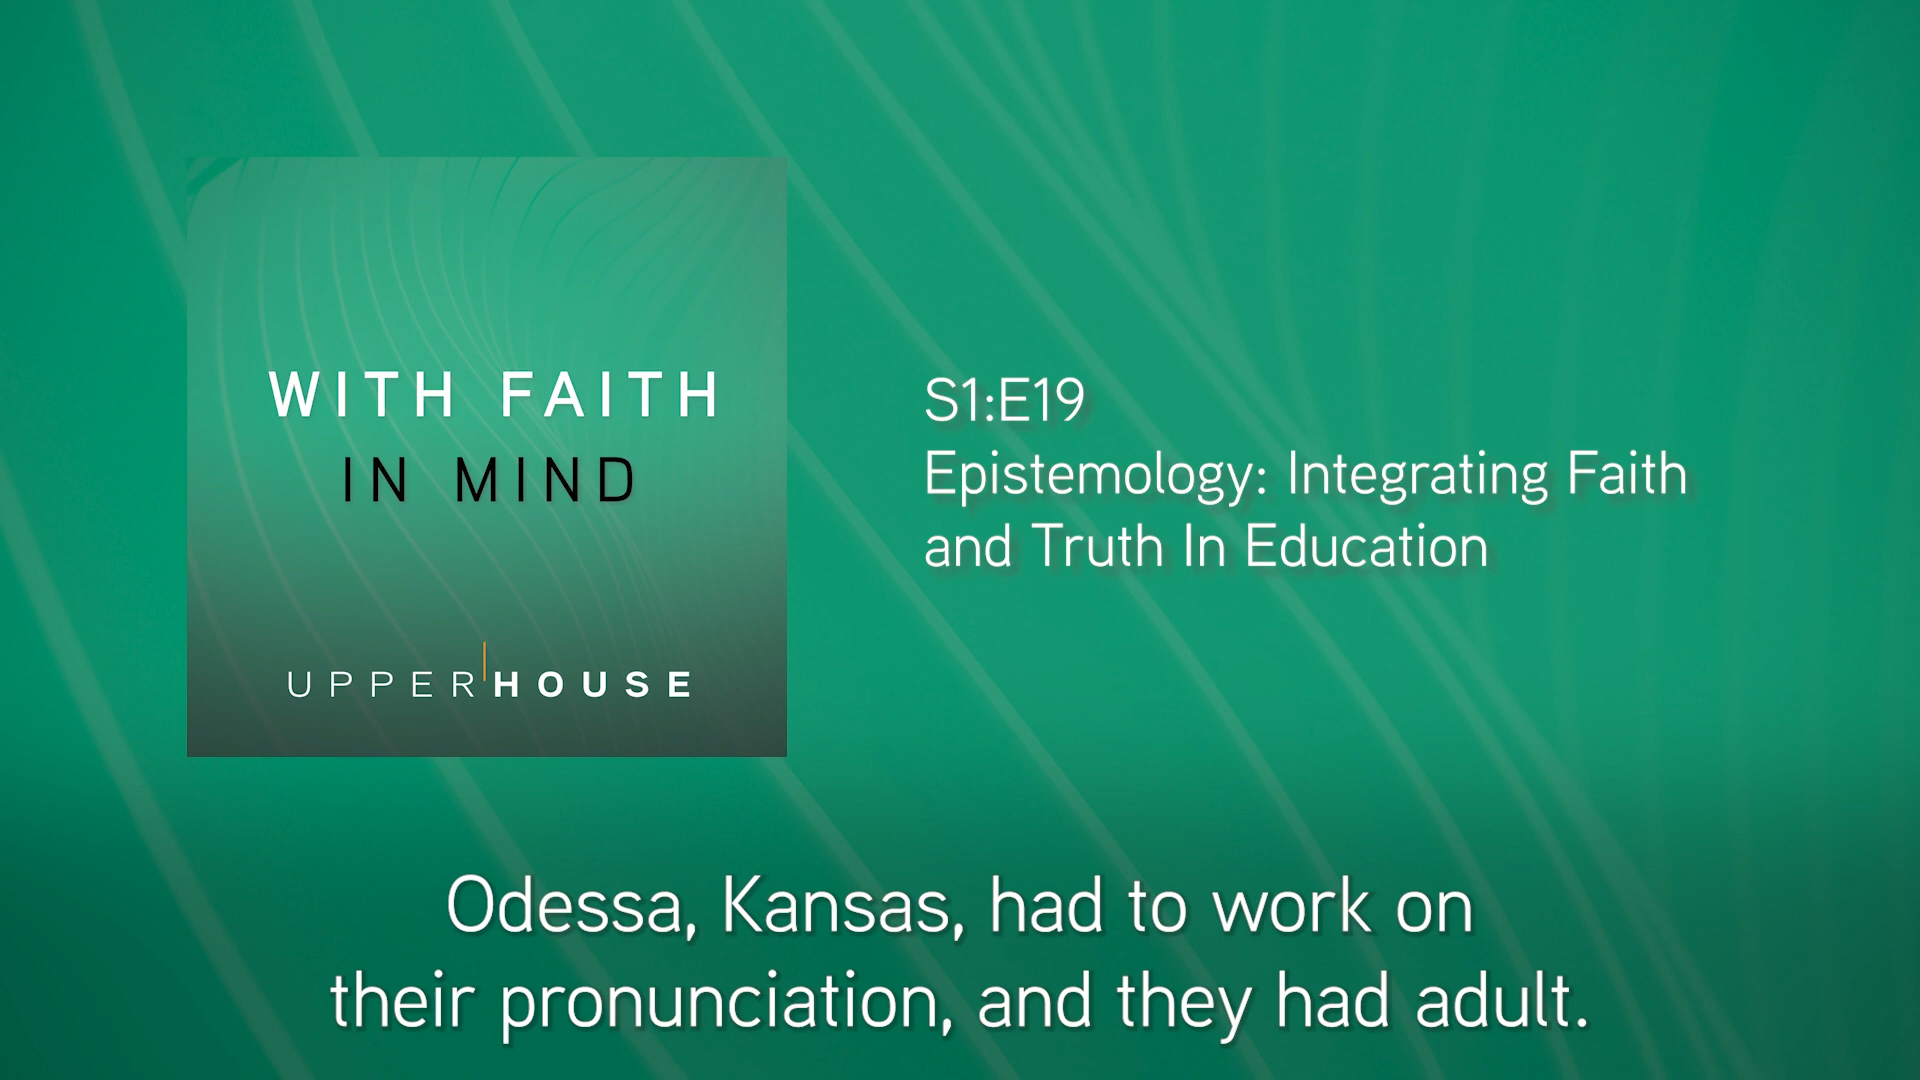 WITH FAITH
IN MIND
UPPER HOUSE
S1:E19
Epistemology: Integrating Faith
and Truth In Education
Odessa, Kansas, had to work on
their pronunciation, and they had adult.